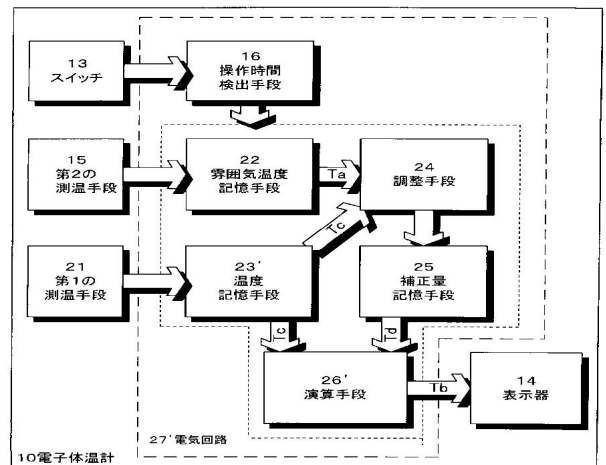 13
スイッチ
16
操作時間
検出手段
15
第2の
測温手段
22
雰囲気温度
記憶手段
Ta
24
調整手段
Tc
21
第1の
測温手段
23'
温度
記憶手段
25
補正量
記憶手段
Tc
Td
26'
演算手段
Tb
14
表示器
27'電気回路
10電子体温計